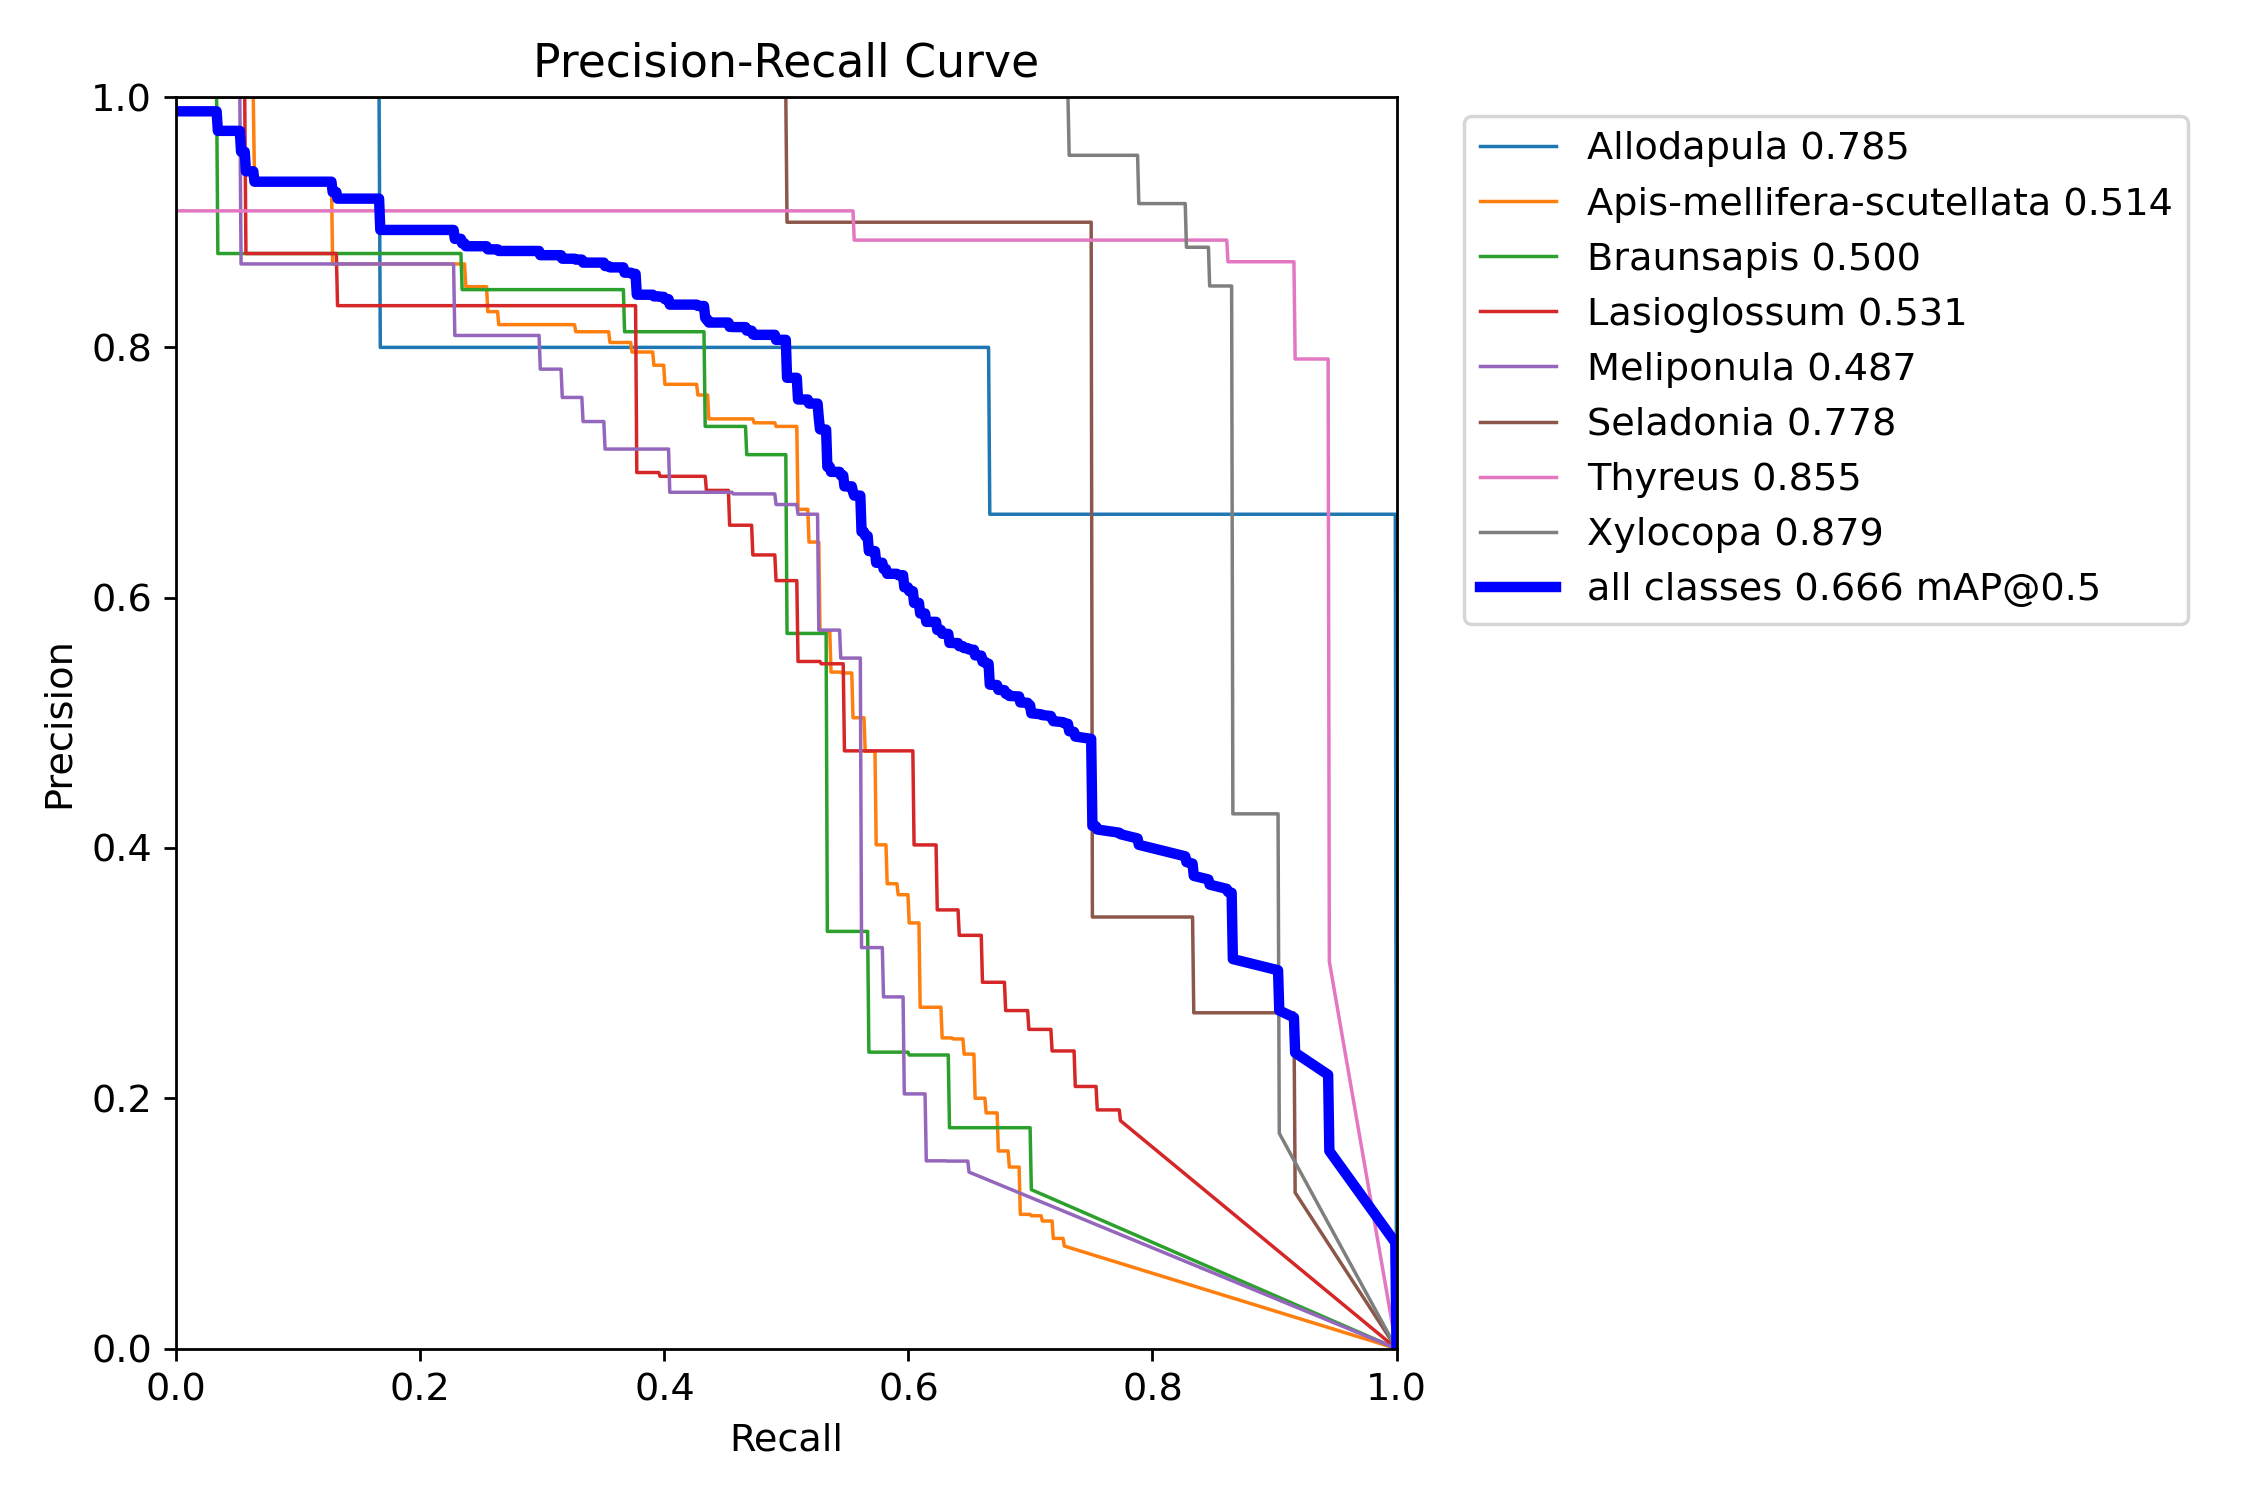 Precision-Recall Curve
1.0
0.8
0.6
0.4
0.2
0.0
Precision
0.0 0.2 0.4 0.6 0.8 1.0
Recall
Allodapula 0.785
Apis-mellifera-scutellata 0.514
Braunsapis 0.500
Lasioglossum 0.531
Meliponula 0.487
Seladonia 0.778
Thyreus 0.855
Xylocopa 0.879
all classes 0.666 mAP@0.5